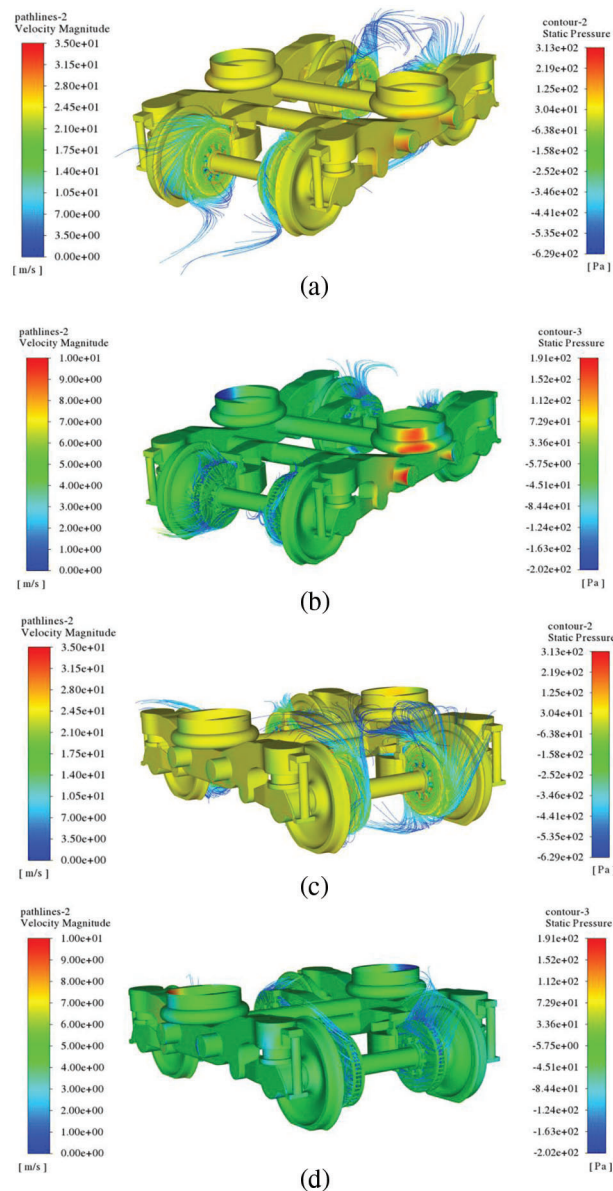 pathlines-2
Velocity Magnitude
3.50e+01
3.15e+01
2.80e+01
2.45e+01
2.10e+01
1.75e+01
1.40e+01
1.05e+01
7.00e+00
3.50e+00
0.00e+00
[ m/s ]
contour-2
Static Pressure
3.13e+02
2.19e+02
1.25e+02
3.04e+01
-6.38e+01
-1.58e+02
-2.52e+02
-3.46e+02
-4.41e+02
-5.35e+02
-6.29e+02
[ Pa ]
(a)
pathlines-2
Velocity Magnitude
1.00e+01
9.00e+00
8.00e+00
7.00e+00
6.00e+00
5.00e+00
4.00e+00
3.00e+00
2.00e+00
1.00e+00
0.00e+00
[ m/s ]
contour-3
Static Pressure
1.91e+02
1.52e+02
1.12e+02
7.29e+01
3.36e+01
-5.75e+00
-4.51e+01
-8.44e+01
-1.24e+02
-1.63e+02
-2.02e+02
[ Pa ]
(b)
pathlines-2
Velocity Magnitude
3.50e+01
3.15e+01
2.80e+01
2.45e+01
2.10e+01
1.75e+01
1.40e+01
1.05e+01
7.00e+00
3.50e+00
0.00e+00
[ m/s ]
contour-2
Static Pressure
3.13e+02
2.19e+02
1.25e+02
3.04e+01
-6.38e+01
-1.58e+02
-2.52e+02
-3.46e+02
-4.41e+02
-5.35e+02
-6.29e+02
[ Pa ]
(c)
pathlines-2
Velocity Magnitude
1.00e+01
9.00e+00
8.00e+00
7.00e+00
6.00e+00
5.00e+00
4.00e+00
3.00e+00
2.00e+00
1.00e+00
0.00e+00
[ m/s ]
contour-3
Static Pressure
1.91e+02
1.52e+02
1.12e+02
7.29e+01
3.36e+01
-5.75e+00
-4.51e+01
-8.44e+01
-1.24e+02
-1.63e+02
-2.02e+02
[ Pa ]
(d)